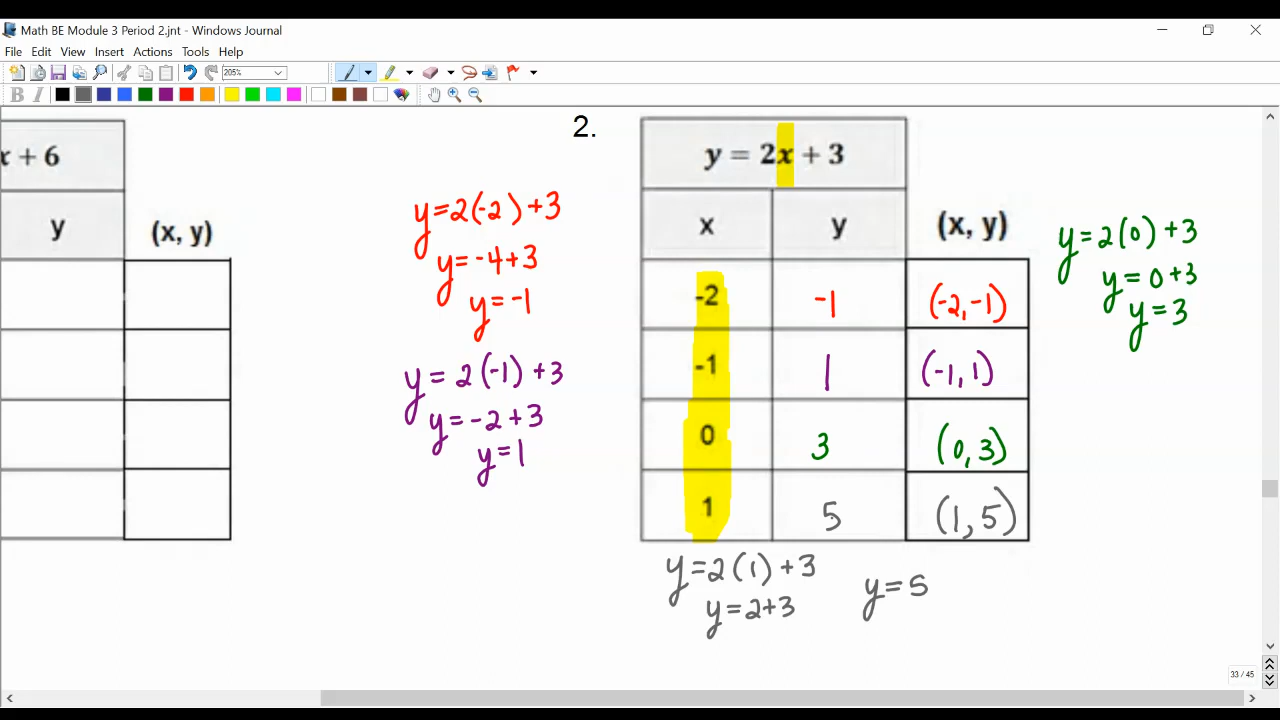 Math BE Module 3 Period 2.jnt - Windows Journal
File Edit View Insert Actions Tools Help
205%
B I
x + 6
y (x, y)
2.
y = 2x + 3
x y (x, y)
-2 -1 (-2,-1)
-1 1 (-1,1)
0 3 (0,3)
1 5 (1,5)
y=2(-2)+3
y=-4+3
y=-1
y=2(-1)+3
y=-2+3
y=1
y=2(0)+3
y=0+3
y=3
y=2(1)+3
y=2+3
y=5
33 / 45